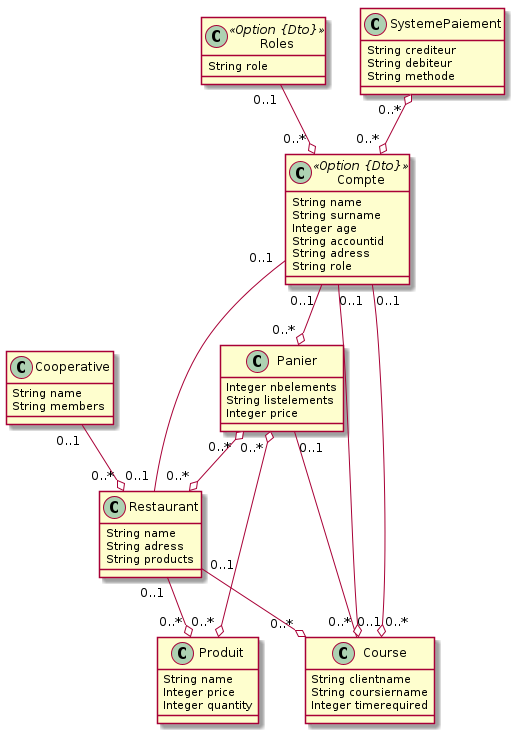 C «Option {Dto}»
Roles
String role
C SystemePaiement
String crediteur
String debiteur
String methode
0..1
0..*
0..*
0..*
C «Option {Dto}»
Compte
String name
String surname
Integer age
String accountid
String adress
String role
0..1
0..1
0..1
0..1
0..*
C Cooperative
String name
String members
C Panier
Integer nbelements
String listelements
Integer price
0..1
0..*
0..*
0..1
0..1
0..*
0..*
C Restaurant
String name
String adress
String products
0..1
0..1
0..*
0..*
0..*
0..*
0..1
0..*
C Produit
String name
Integer price
Integer quantity
C Course
String clientname
String coursiername
Integer timerequired